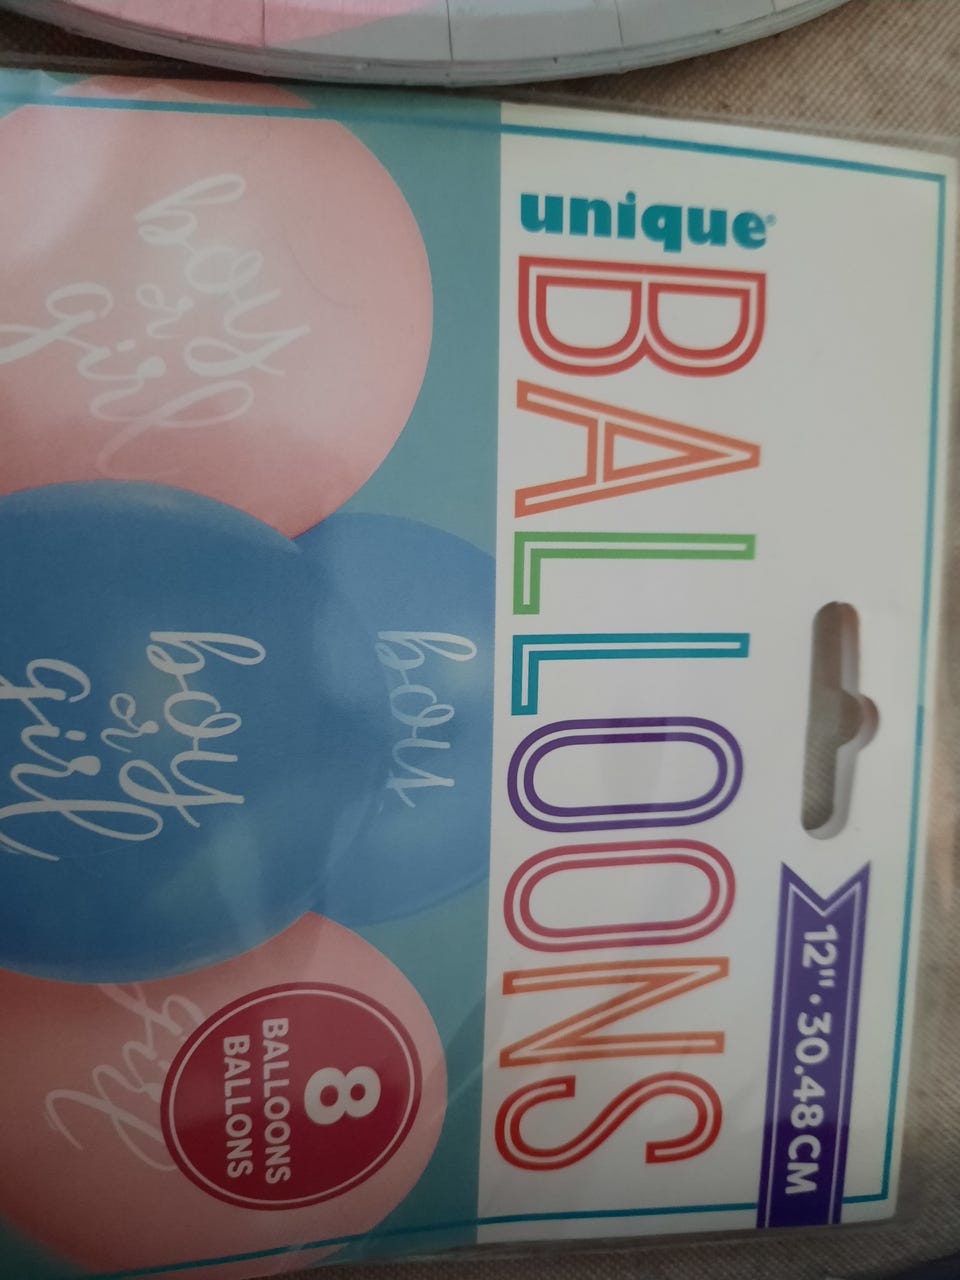 12" • 30.48 CM
unique®
BALLOONS
boy
boy
or
girl
boy
or
girl
girl
8
BALLOONS
BALLONS